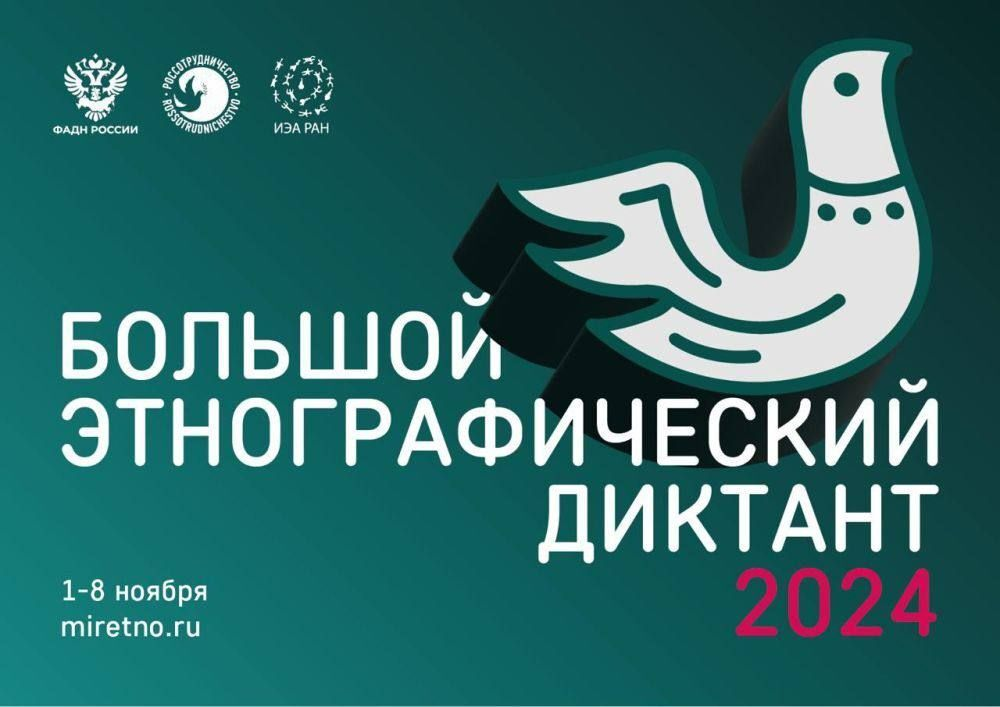 ФАДН РОССИИ
РОССОТРУДНИЧЕСТВО
ROSSOTRUDNICHESTVO
ИЭА РАН
БОЛЬШОЙ
ЭТНОГРАФИЧЕСКИЙ
ДИКТАНТ
2024
1-8 ноября
miretno.ru